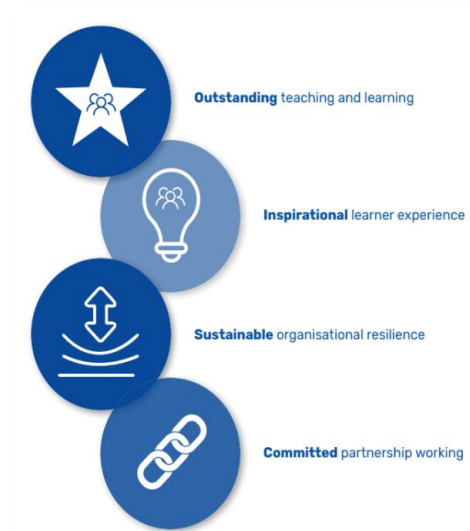 Outstanding teaching and learning
Inspirational learner experience
Sustainable organisational resilience
Committed partnership working